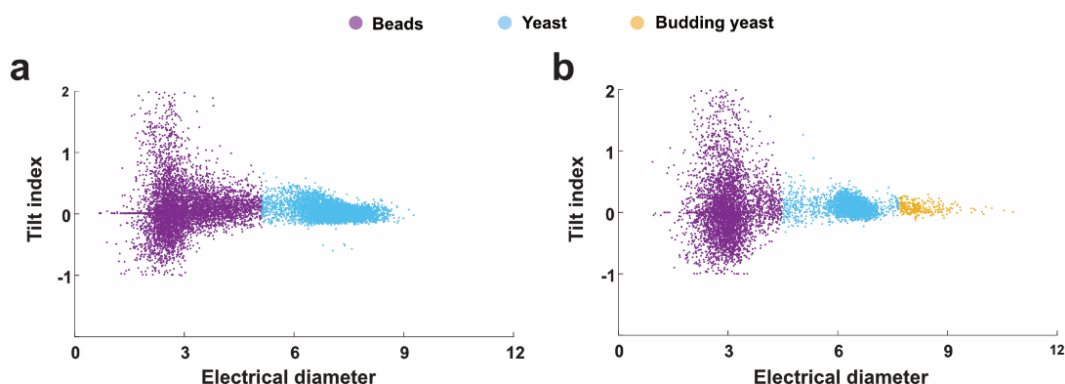 Beads Yeast Budding yeast
a b
2
1
0
-1
Tilt index
0 3 6 9 12
Electrical diameter
2
1
0
-1
Tilt index
0 3 6 9 12
Electrical diameter